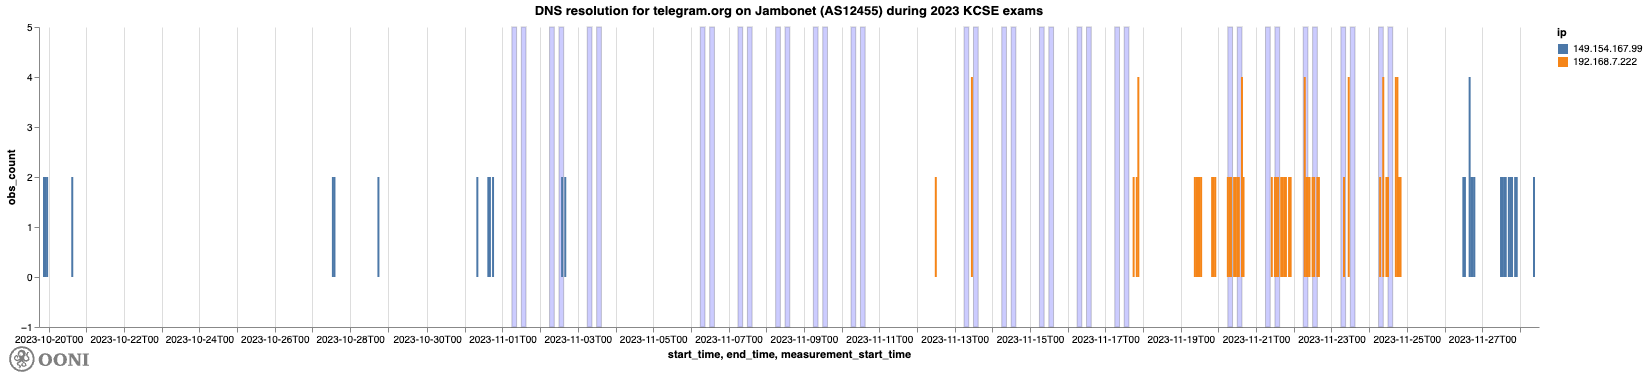 DNS resolution for telegram.org on Jambonet (AS12455) during 2023 KCSE exams
ip
149.154.167.99
192.168.7.222
obs_count
5
4
3
2
1
0
−1
2023-10-20T00 2023-10-22T00 2023-10-24T00 2023-10-26T00 2023-10-28T00 2023-10-30T00 2023-11-01T00 2023-11-03T00 2023-11-05T00 2023-11-07T00 2023-11-09T00 2023-11-11T00 2023-11-13T00 2023-11-15T00 2023-11-17T00 2023-11-19T00 2023-11-21T00 2023-11-23T00 2023-11-25T00 2023-11-27T00
start_time, end_time, measurement_start_time
OONI